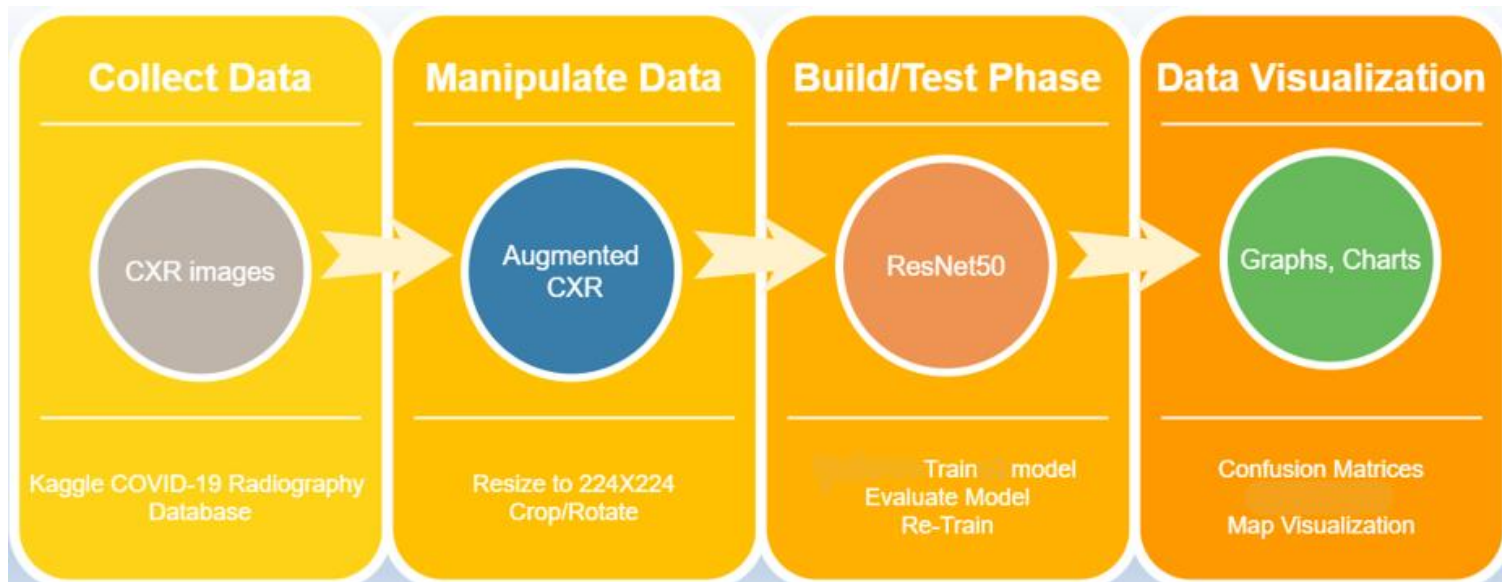 Collect Data
CXR images
Kaggle COVID-19 Radiography
Database
Manipulate Data
Augmented
CXR
Resize to 224X224
Crop/Rotate
Build/Test Phase
ResNet50
Train model
Evaluate Model
Re-Train
Data Visualization
Graphs, Charts
Confusion Matrices
Map Visualization